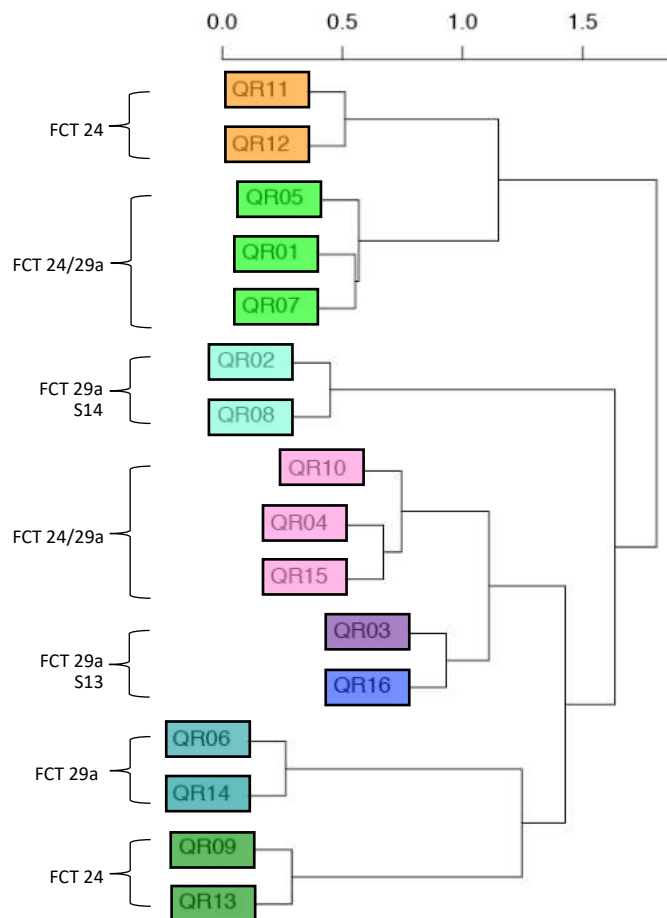 0.0 0.5 1.0 1.5
QR11
FCT 24
QR12
QR05
QR01
FCT 24/29a
QR07
QR02
FCT 29a
S14
QR08
QR10
QR04
FCT 24/29a
QR15
QR03
FCT 29a
S13
QR16
QR06
FCT 29a
QR14
QR09
FCT 24
QR13